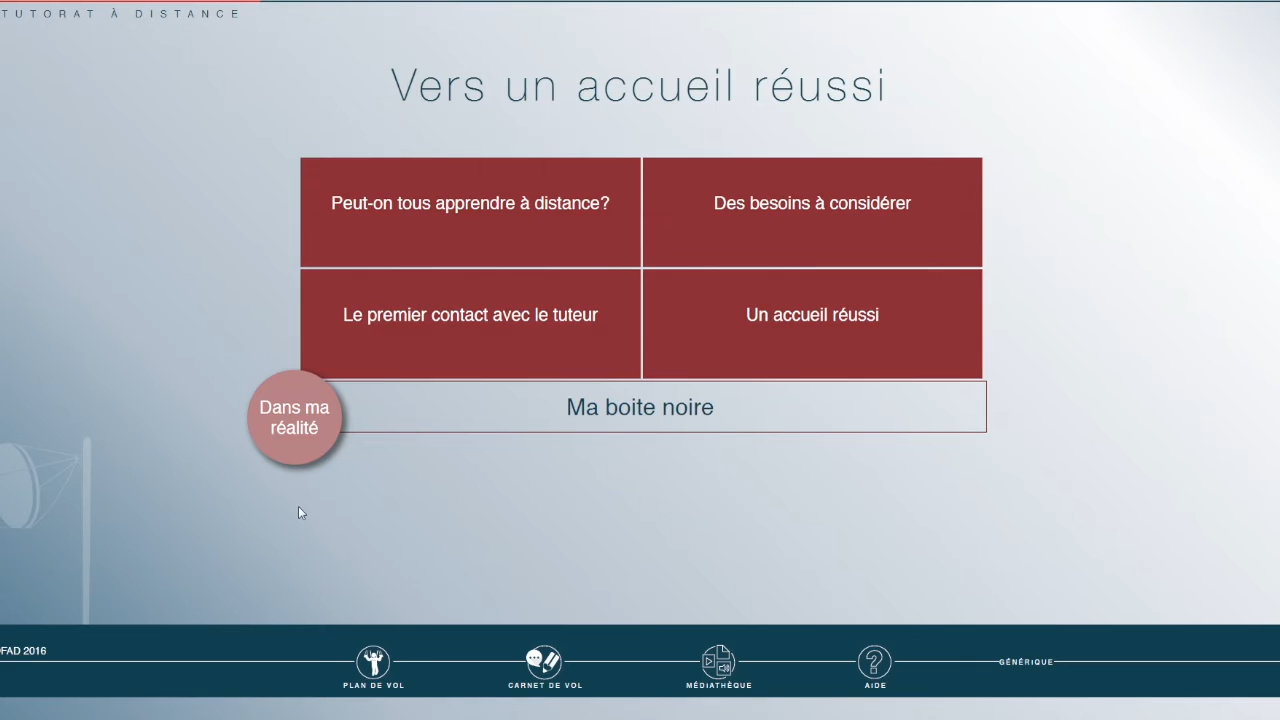 TUTORAT À DISTANCE
Vers un accueil réussi
Peut-on tous apprendre à distance?
Des besoins à considérer
Le premier contact avec le tuteur
Un accueil réussi
Dans ma
réalité
Ma boite noire
OFAD 2016
PLAN DE VOL
CARNET DE VOL
MÉDIATHÈQUE
AIDE
GÉNÉRIQUE